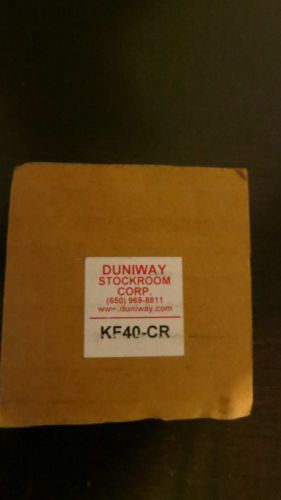 DUNIWAY
STOCKROOM
CORP.
(650) 969-8811
www.duniway.com
KF40-CR